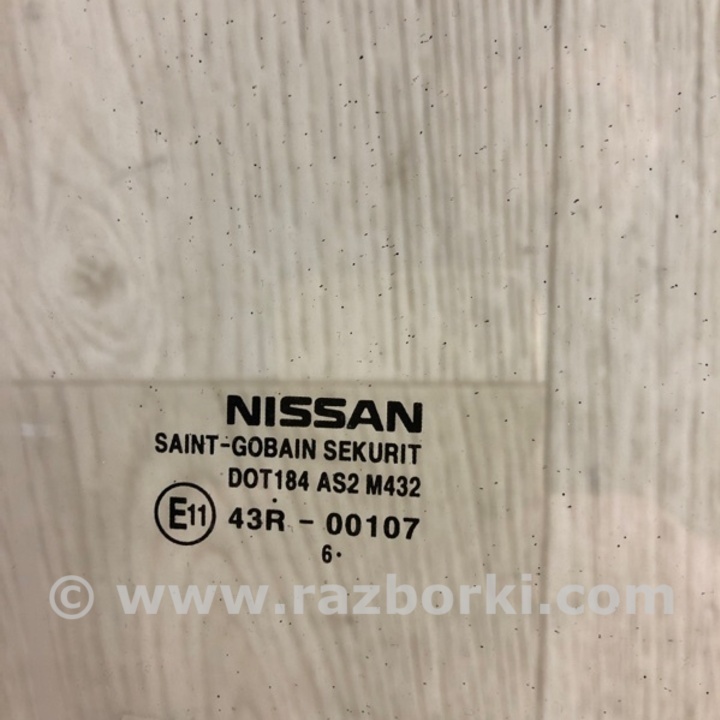 NISSAN
SAINT-GOBAIN SEKURIT
DOT184 AS2 M432
E11 43R - 00107
6.
© www.razborki.com